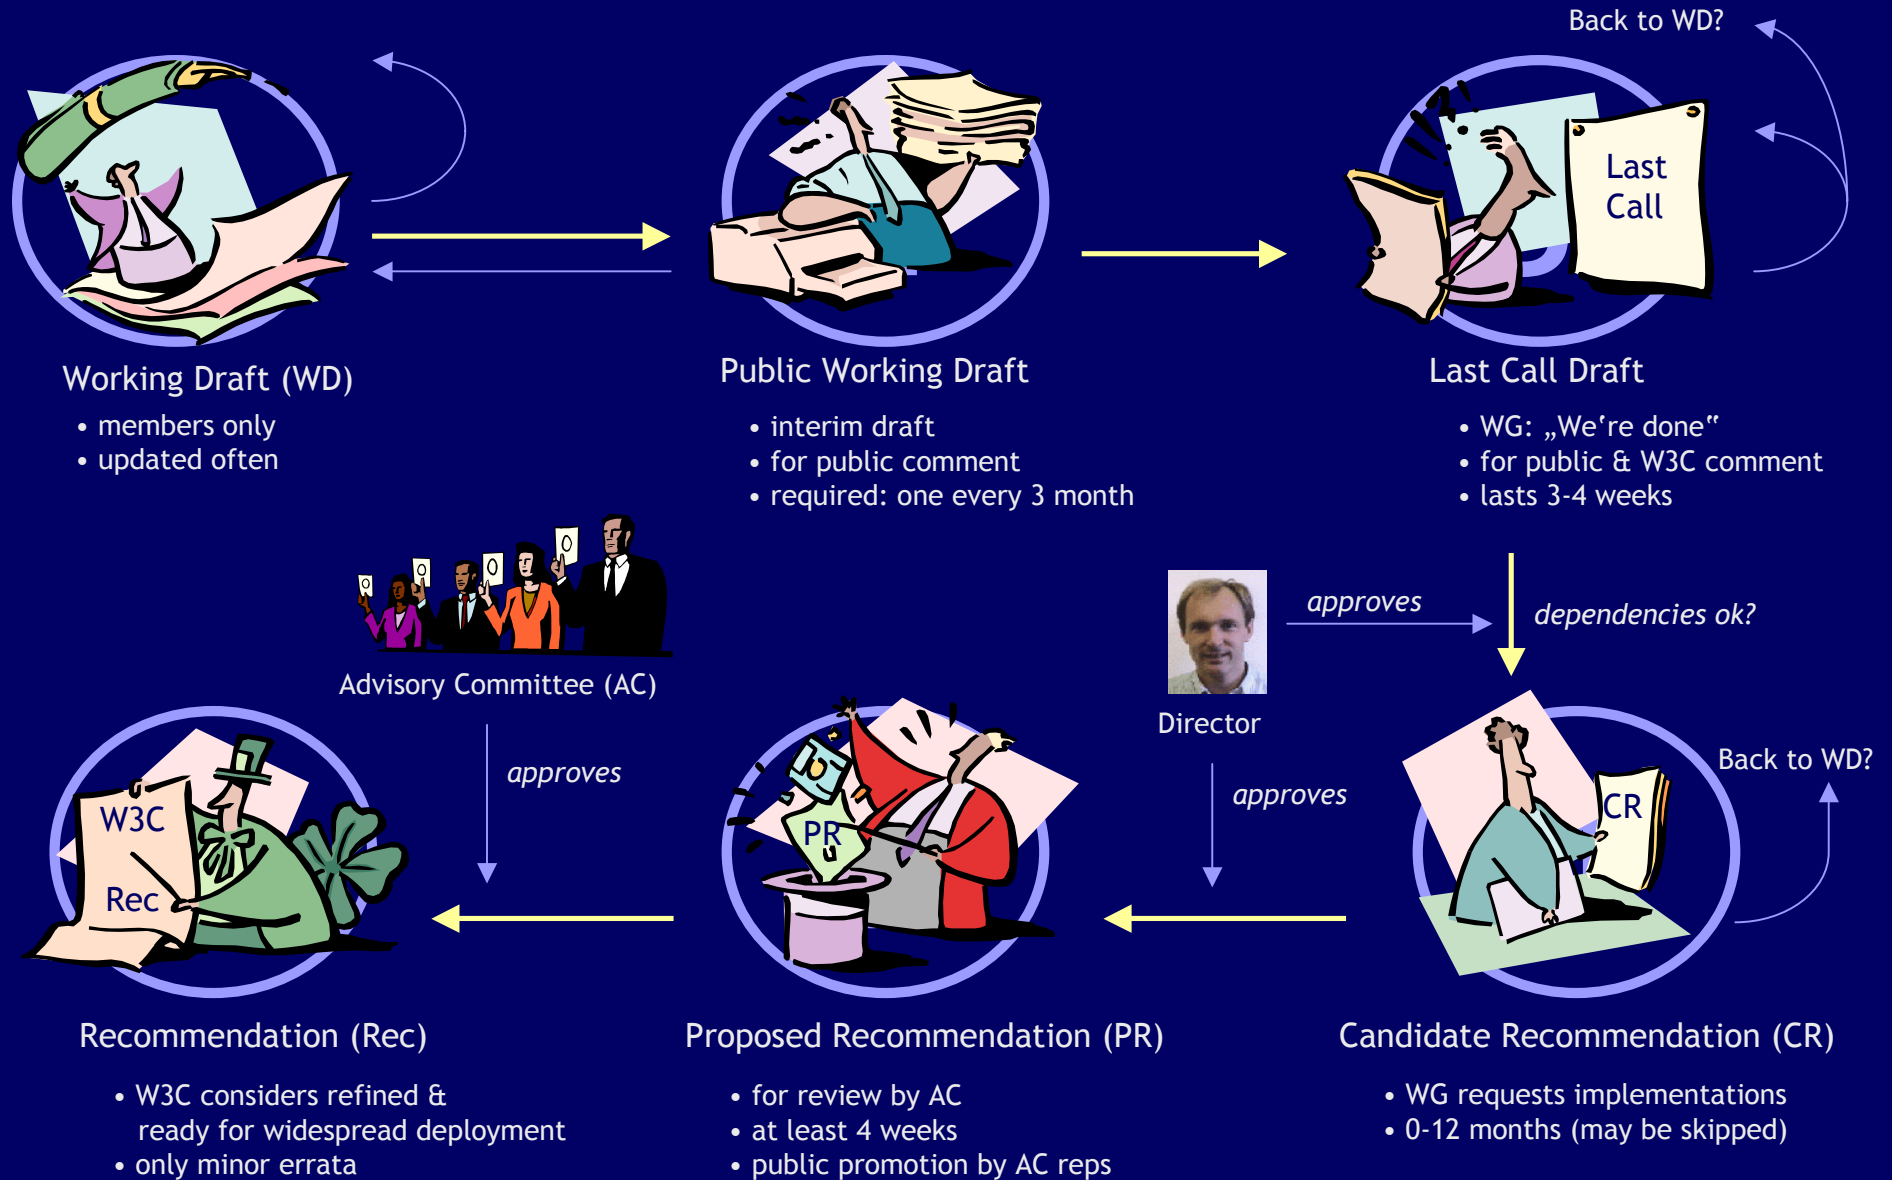 Back to WD?
Last
Call
Working Draft (WD)
• members only
• updated often
Public Working Draft
• interim draft
• for public comment
• required: one every 3 month
Last Call Draft
• WG: „We‘re done“
• for public & W3C comment
• lasts 3-4 weeks
Advisory Committee (AC)
approves
Director
approves
dependencies ok?
approves
Back to WD?
W3C
Rec
PR
CR
Recommendation (Rec)
• W3C considers refined &
ready for widespread deployment
• only minor errata
Proposed Recommendation (PR)
• for review by AC
• at least 4 weeks
• public promotion by AC reps
Candidate Recommendation (CR)
• WG requests implementations
• 0-12 months (may be skipped)